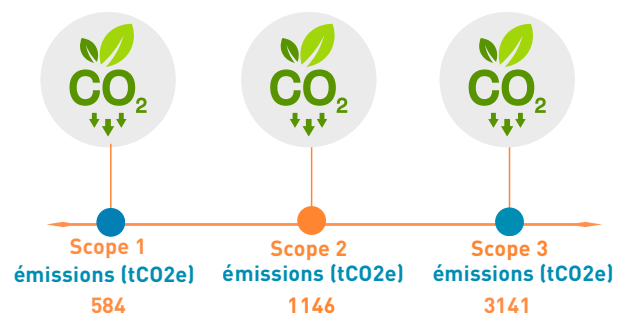 CO2
CO2
CO2
Scope 1
émissions (tCO2e)
584
Scope 2
émissions (tCO2e)
1146
Scope 3
émissions (tCO2e)
3141